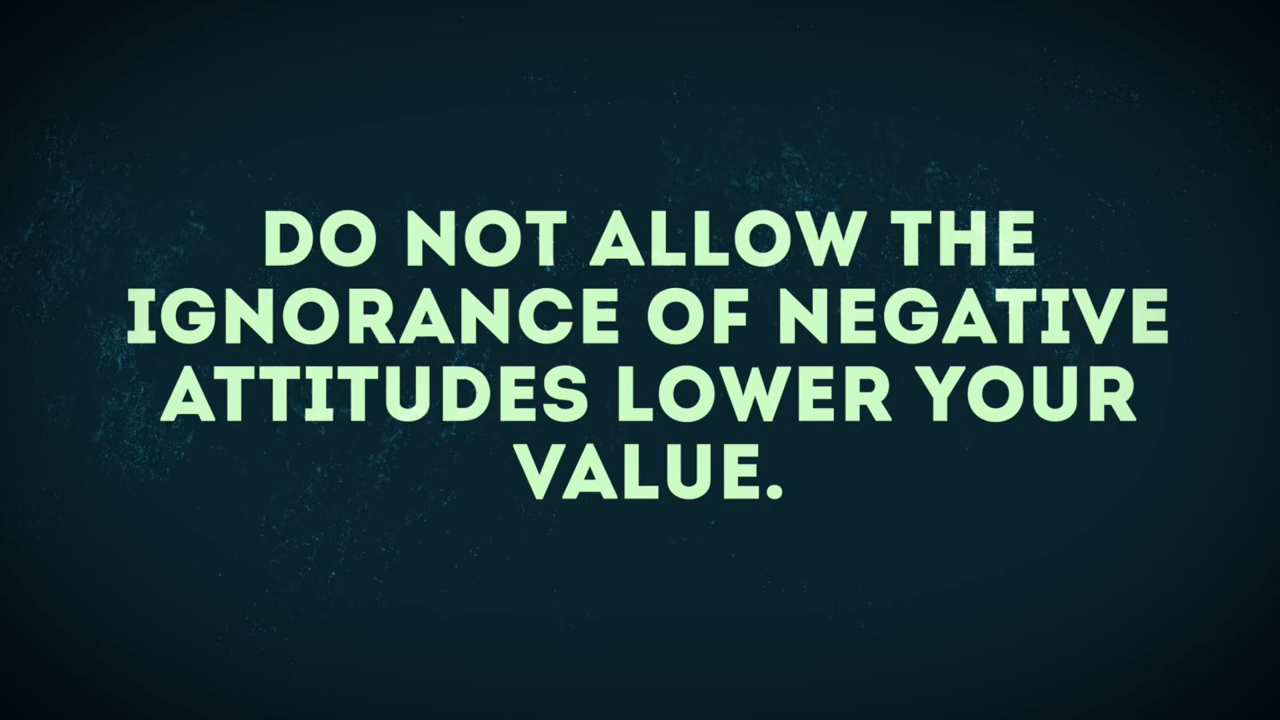 DO NOT ALLOW THE
IGNORANCE OF NEGATIVE
ATTITUDES LOWER YOUR
VALUE.